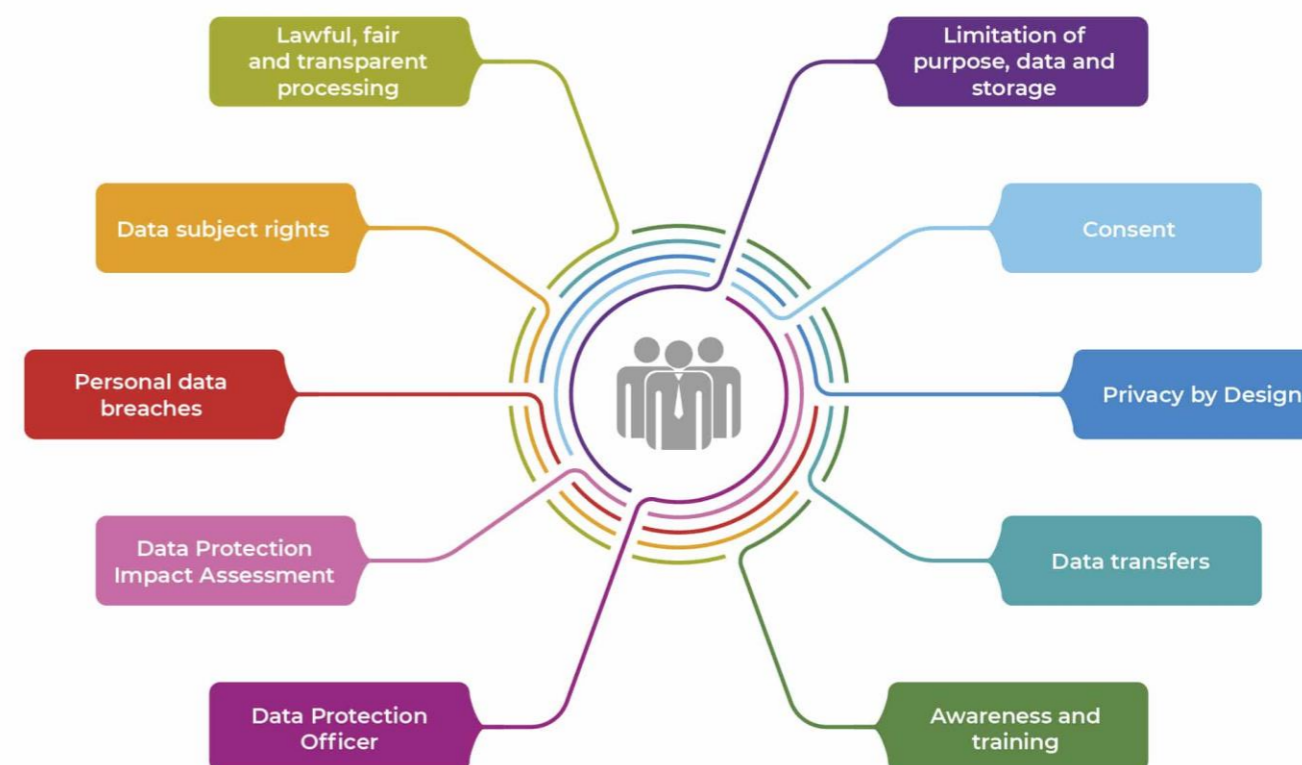 Lawful, fair
and transparent
processing
Limitation of
purpose, data and
storage
Data subject rights
Consent
Personal data
breaches
Privacy by Design
Data Protection
Impact Assessment
Data transfers
Data Protection
Officer
Awareness and
training